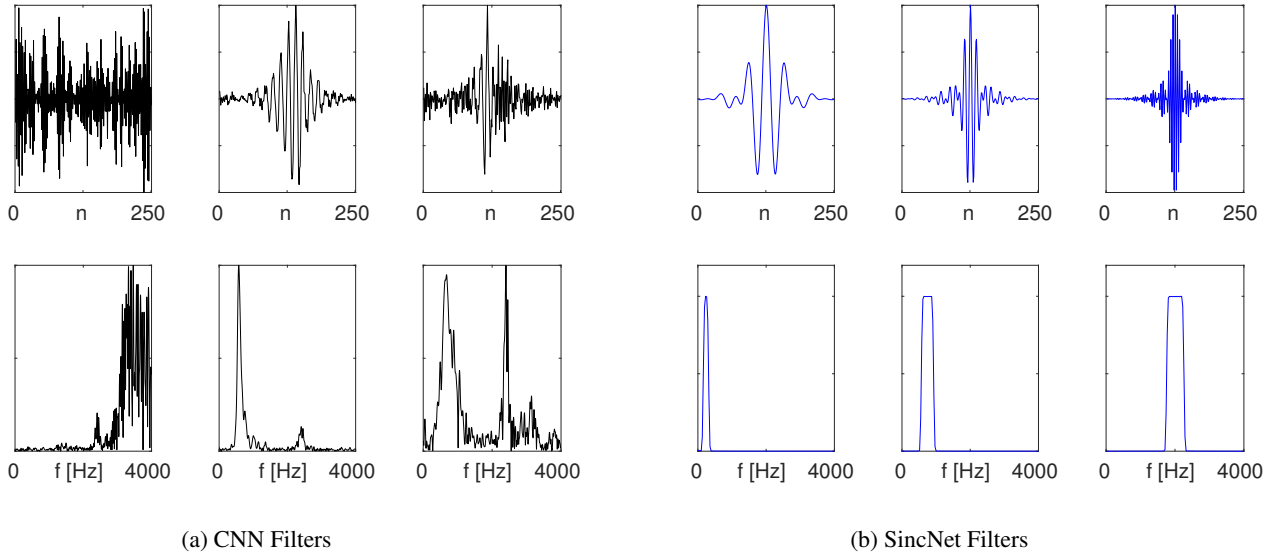 0 n 250 0 n 250 0 n 250 0 n 250 0 n 250 0 n 250
0 f [Hz] 4000 0 f [Hz] 4000 0 f [Hz] 4000 0 f [Hz] 4000 0 f [Hz] 4000 0 f [Hz] 4000
(a) CNN Filters
(b) SincNet Filters